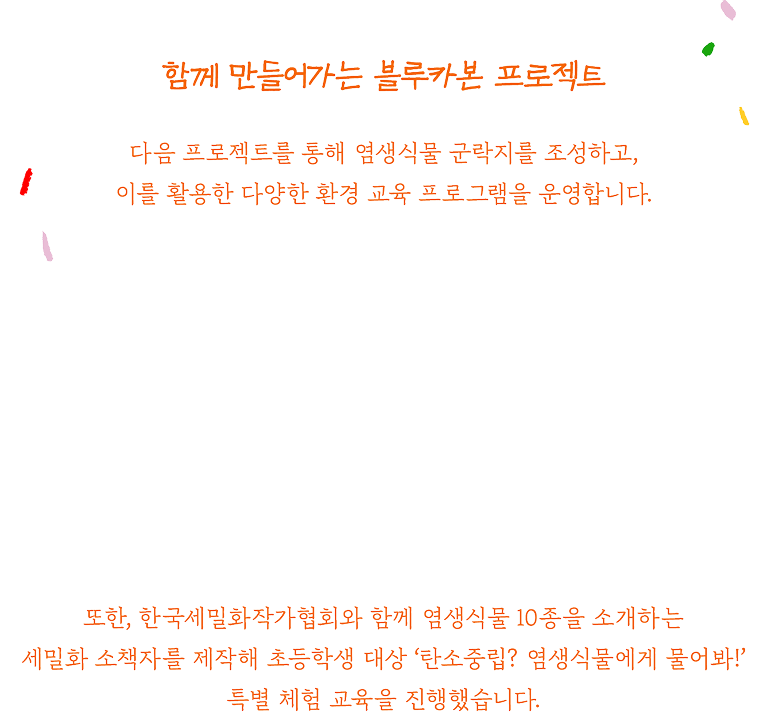 함께 만들어가는 블루카본 프로젝트
다음 프로젝트를 통해 염생식물 군락지를 조성하고,
이를 활용한 다양한 환경 교육 프로그램을 운영합니다.
또한, 한국세밀화작가협회와 함께 염생식물 10종을 소개하는
세밀화 소책자를 제작해 초등학생 대상 ‘탄소중립? 염생식물에게 물어봐!’
특별 체험 교육을 진행했습니다.